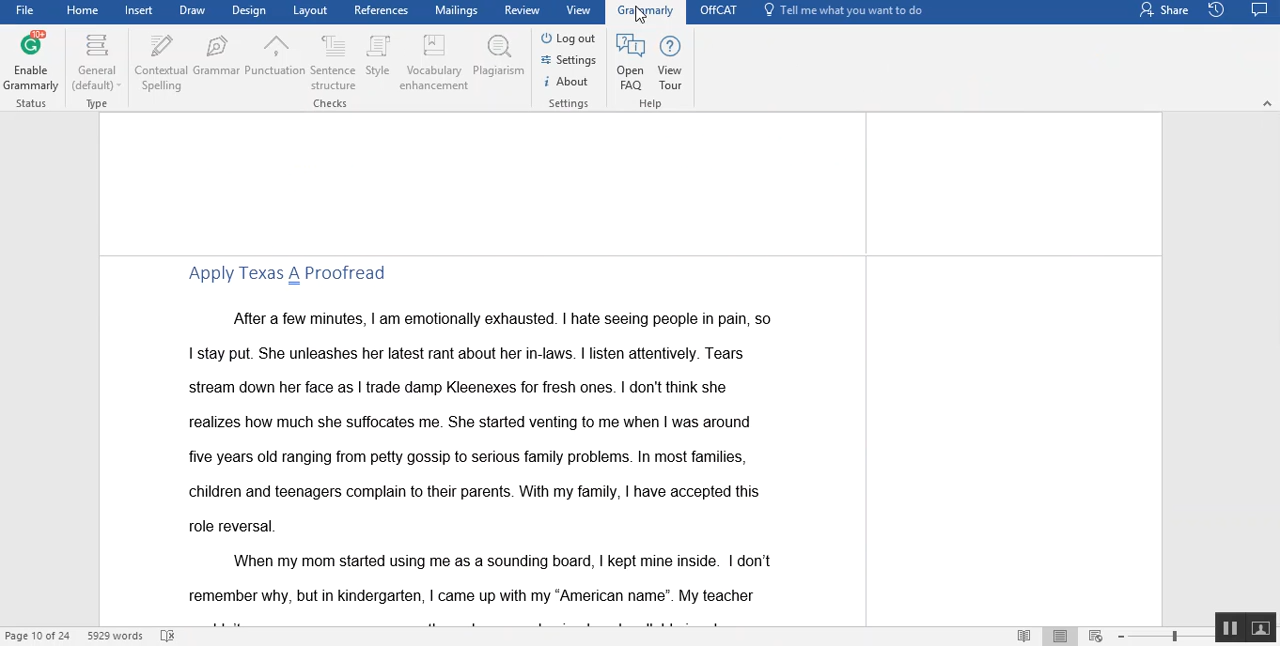 File Home Insert Draw Design Layout References Mailings Review View Grammarly OffCAT Tell me what you want to do Share
10+
Enable Grammarly
Status
General (default)
Type
Contextual Spelling
Grammar
Punctuation
Sentence structure
Style
Vocabulary enhancement
Plagiarism
Checks
Log out
Settings
About
Settings
Open FAQ
View Tour
Help
Apply Texas A Proofread
After a few minutes, I am emotionally exhausted. I hate seeing people in pain, so
I stay put. She unleashes her latest rant about her in-laws. I listen attentively. Tears
stream down her face as I trade damp Kleenexes for fresh ones. I don't think she
realizes how much she suffocates me. She started venting to me when I was around
five years old ranging from petty gossip to serious family problems. In most families,
children and teenagers complain to their parents. With my family, I have accepted this
role reversal.
When my mom started using me as a sounding board, I kept mine inside.  I don’t
remember why, but in kindergarten, I came up with my “American name”. My teacher
Page 10 of 24 5929 words